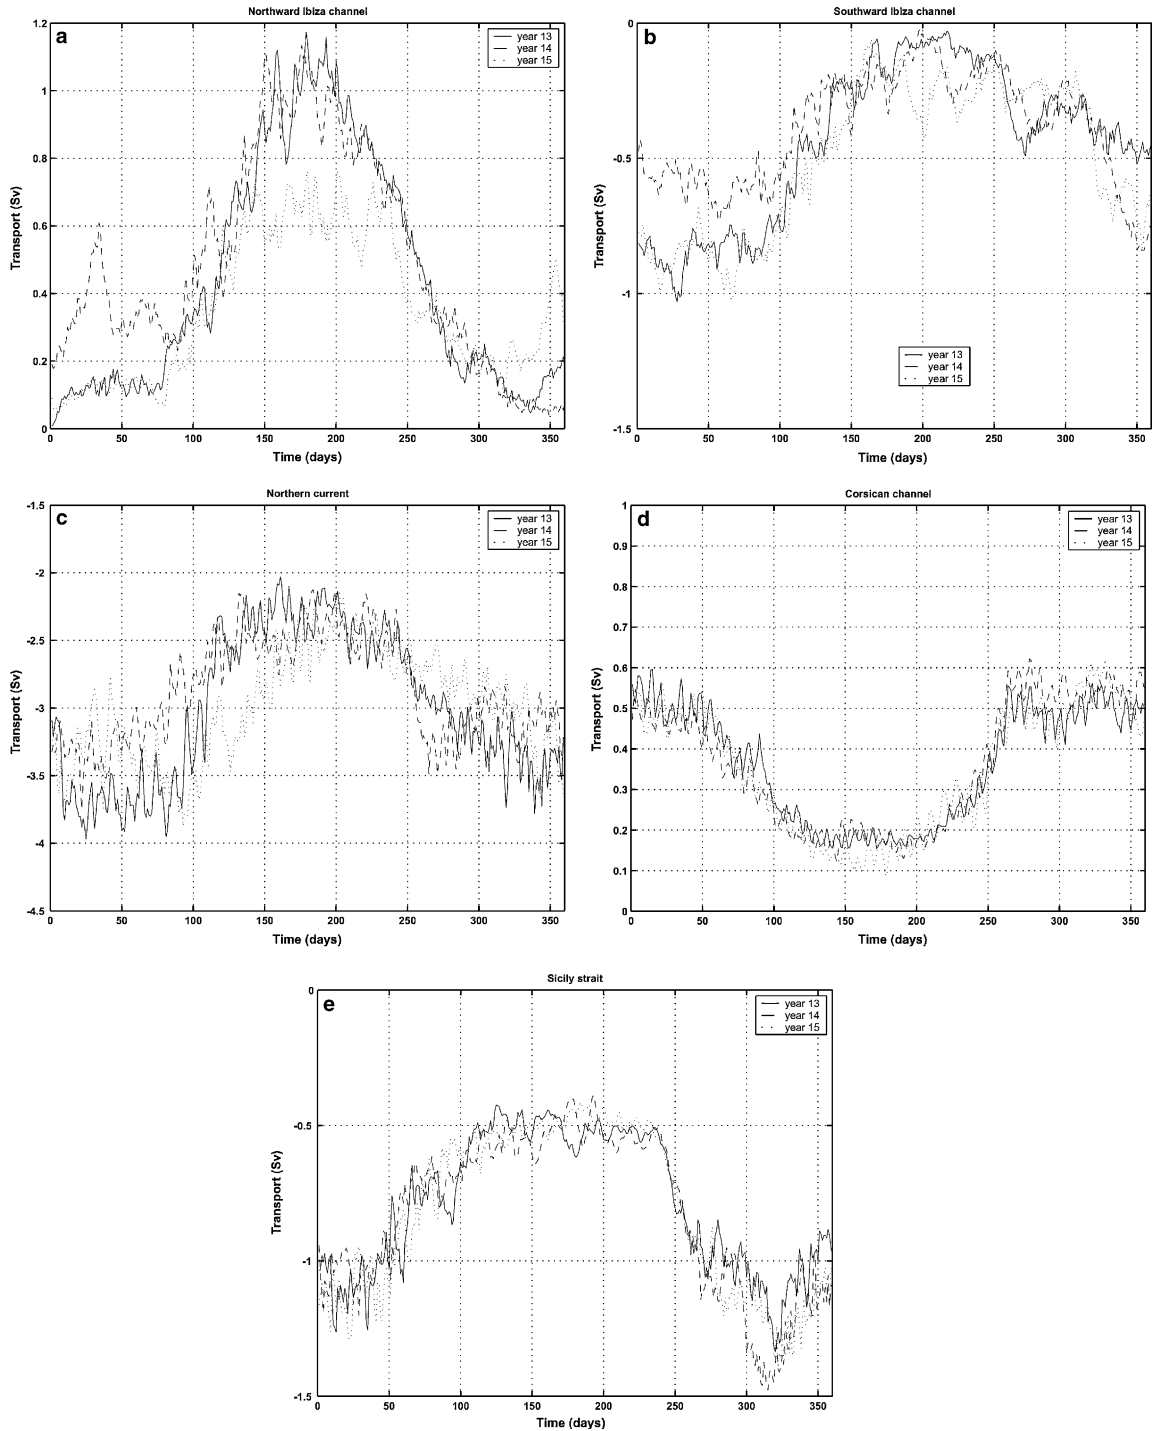 Northward Ibiza channel
a
year 13
year 14
year 15
1.2
1
0.8
0.6
0.4
0.2
0
Transport (Sv)
0 50 100 150 200 250 300 350
Time (days)
Southward Ibiza channel
b
0
-0.5
-1
-1.5
Transport (Sv)
year 13
year 14
year 15
0 50 100 150 200 250 300 350
Time (days)
Northern current
c
year 13
year 14
year 15
-1.5
-2
-2.5
-3
-3.5
-4
-4.5
Transport (Sv)
0 50 100 150 200 250 300 350
Time (days)
Corsican channel
d
year 13
year 14
year 15
1
0.9
0.8
0.7
0.6
0.5
0.4
0.3
0.2
0.1
0
Transport (Sv)
0 50 100 150 200 250 300 350
Time (days)
Sicily strait
e
year 13
year 14
year 15
0
-0.5
-1
-1.5
Transport (Sv)
0 50 100 150 200 250 300 350
Time (days)